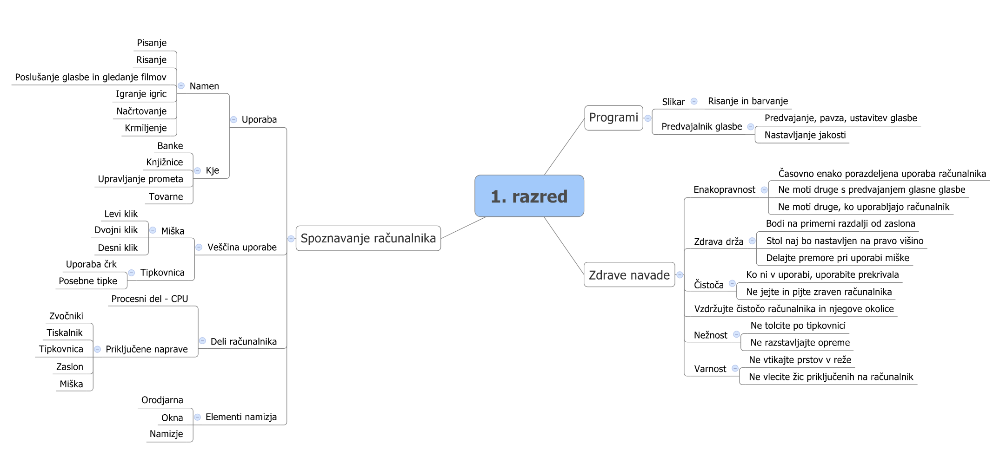 1. razred
Spoznavanje računalnika
Uporaba
Namen
Pisanje
Risanje
Poslušanje glasbe in gledanje filmov
Igranje igric
Načrtovanje
Krmiljenje
Kje
Banke
Knjižnice
Upravljanje prometa
Tovarne
Veščina uporabe
Miška
Levi klik
Dvojni klik
Desni klik
Tipkovnica
Uporaba črk
Posebne tipke
Deli računalnika
Procesni del - CPU
Priključene naprave
Zvočniki
Tiskalnik
Tipkovnica
Zaslon
Miška
Elementi namizja
Orodjarna
Okna
Namizje
Programi
Slikar
Risanje in barvanje
Predvajalnik glasbe
Predvajanje, pavza, ustavitev glasbe
Nastavljanje jakosti
Zdrave navade
Enakopravnost
Časovno enako porazdeljena uporaba računalnika
Ne moti druge s predvajanjem glasne glasbe
Ne moti druge, ko uporabljajo računalnik
Zdrava drža
Bodi na primerni razdalji od zaslona
Stol naj bo nastavljen na pravo višino
Delajte premore pri uporabi miške
Čistoča
Ko ni v uporabi, uporabite prekrivala
Ne jejte in pijte zraven računalnika
Vzdržujte čistočo računalnika in njegove okolice
Nežnost
Ne tolcite po tipkovnici
Ne razstavljajte opreme
Varnost
Ne vtikajte prstov v reže
Ne vlecite žic priključenih na računalnik